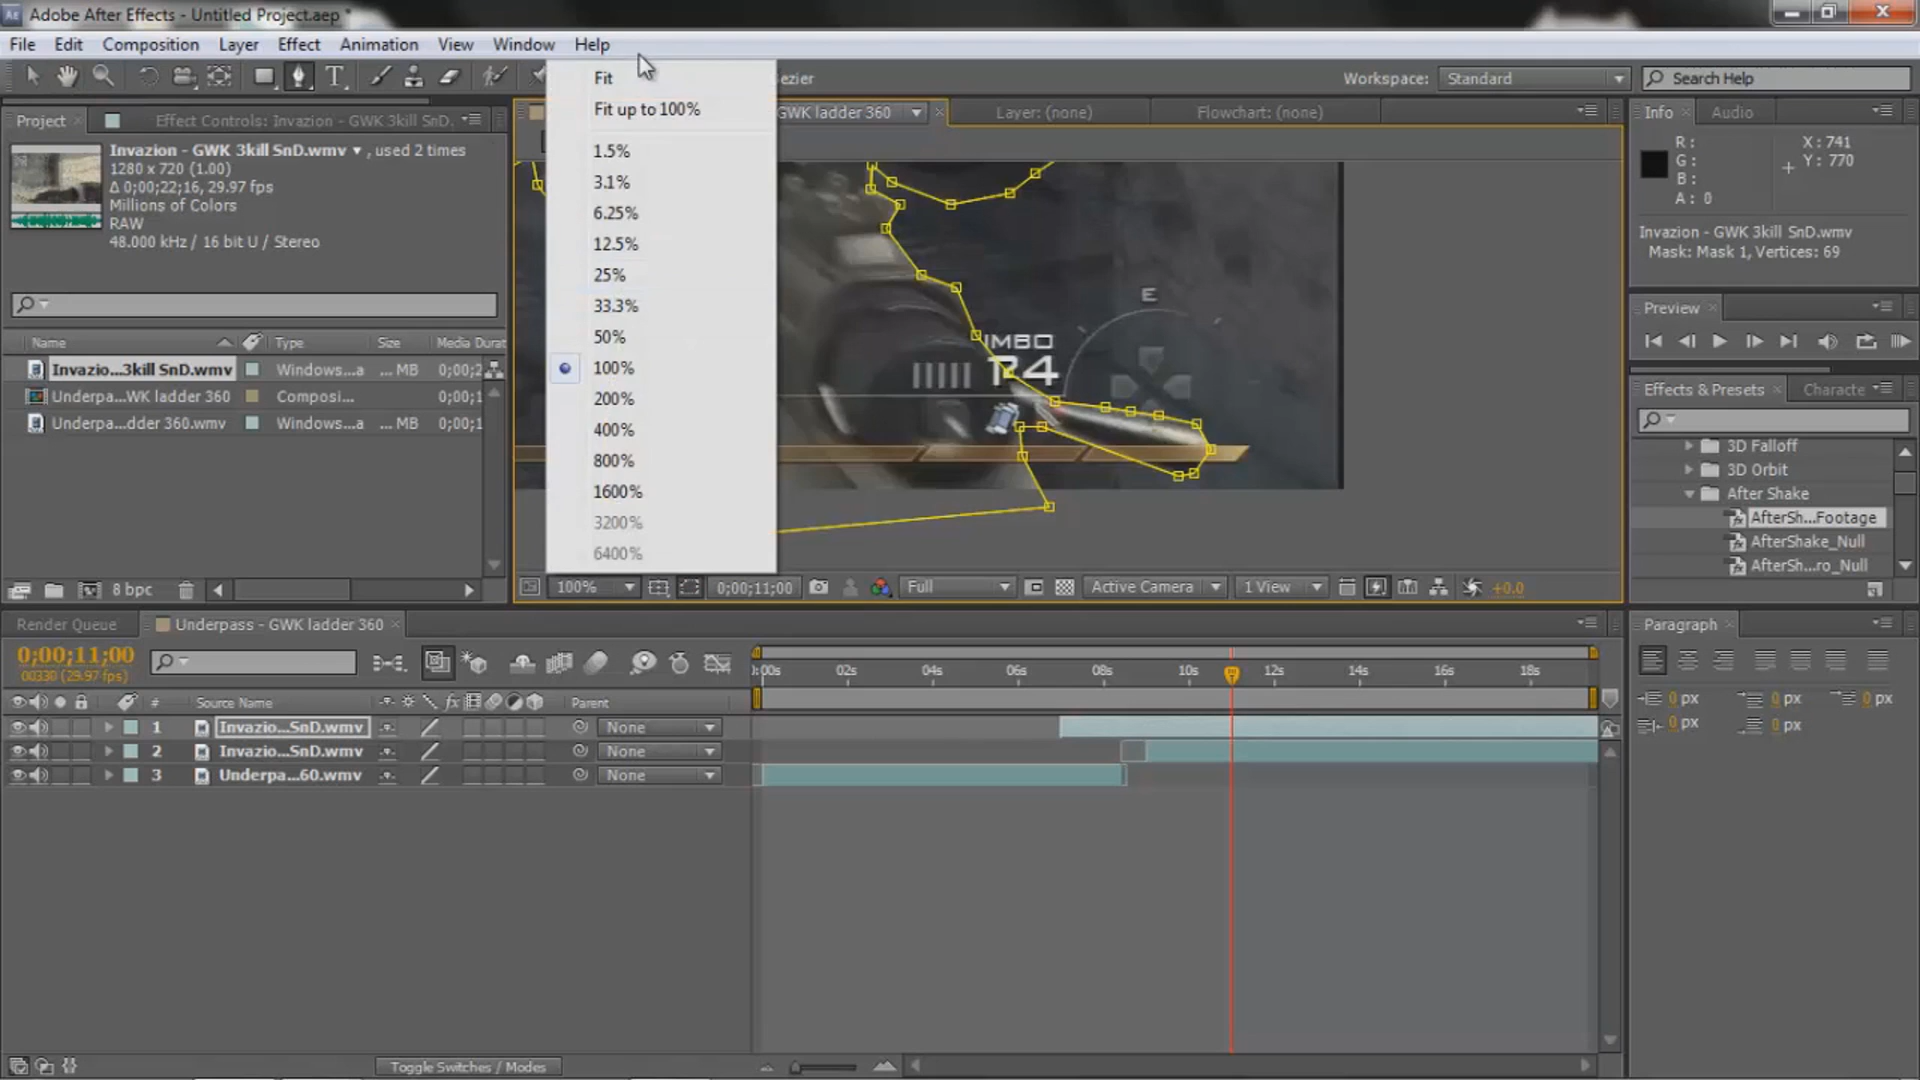 Adobe After Effects - Untitled Project.aep *
File Edit Composition Layer Effect Animation View Window Help
ezier Workspace: Standard Search Help
Project Effect Controls: Invazion - GWK 3kill SnD.
GWK ladder 360 Layer: (none) Flowchart: (none)
Info Audio
Invazion - GWK 3kill SnD.wmv ▼ , used 2 times
1280 x 720 (1.00)
Δ 0;00;22;16, 29.97 fps
Millions of Colors
RAW
48.000 kHz / 16 bit U / Stereo
Fit
Fit up to 100%
1.5%
3.1%
6.25%
12.5%
25%
33.3%
50%
100%
200%
400%
800%
1600%
3200%
6400%
E
IMBO
R4
R : X : 741
G : Y : 770
B :
A : 0
Invazion - GWK 3kill SnD.wmv
Mask: Mask 1, Vertices: 69
Preview
Effects & Presets Characte
3D Falloff
3D Orbit
After Shake
AfterSh...Footage
AfterShake_Null
AfterSh...ro_Null
Name Type Size Media Durat
Invazio...3kill SnD.wmv Windows...a ... MB 0;00;2
Underpa...WK ladder 360 Composi... 0;00;1
Underpa...dder 360.wmv Windows...a ... MB 0;00;1
8 bpc
100% 0;00;11;00 Full Active Camera 1 View +0.0
Render Queue Underpass - GWK ladder 360
Paragraph
0;00;11;00
00330 (29.97 fps)
):00s 02s 04s 06s 08s 10s 12s 14s 16s 18s
# Source Name fx Parent
1 Invazio...SnD.wmv None
2 Invazio...SnD.wmv None
3 Underpa...60.wmv None
0 px 0 px 0 px
0 px 0 px
Toggle Switches / Modes